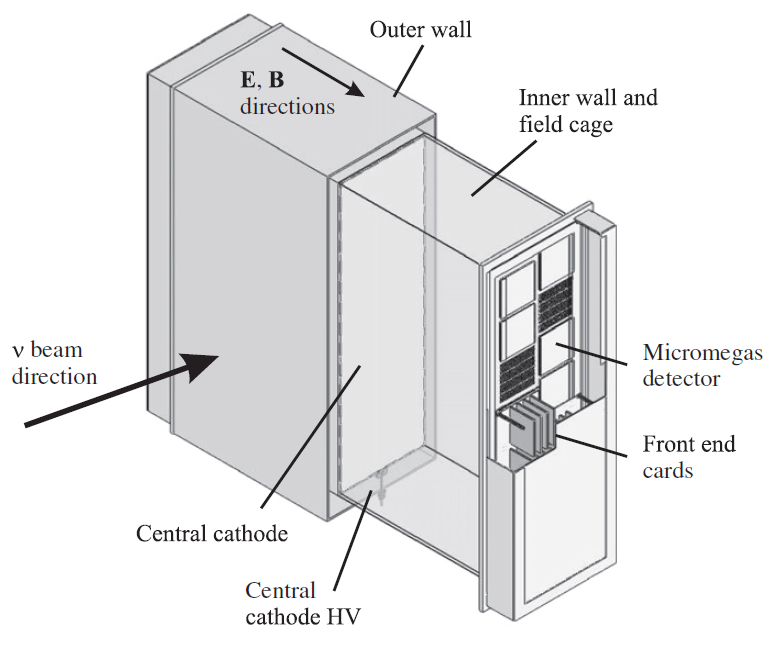 Outer wall
E, B
directions
Inner wall and
field cage
ν beam
direction
Micromegas
detector
Front end
cards
Central cathode
Central
cathode HV